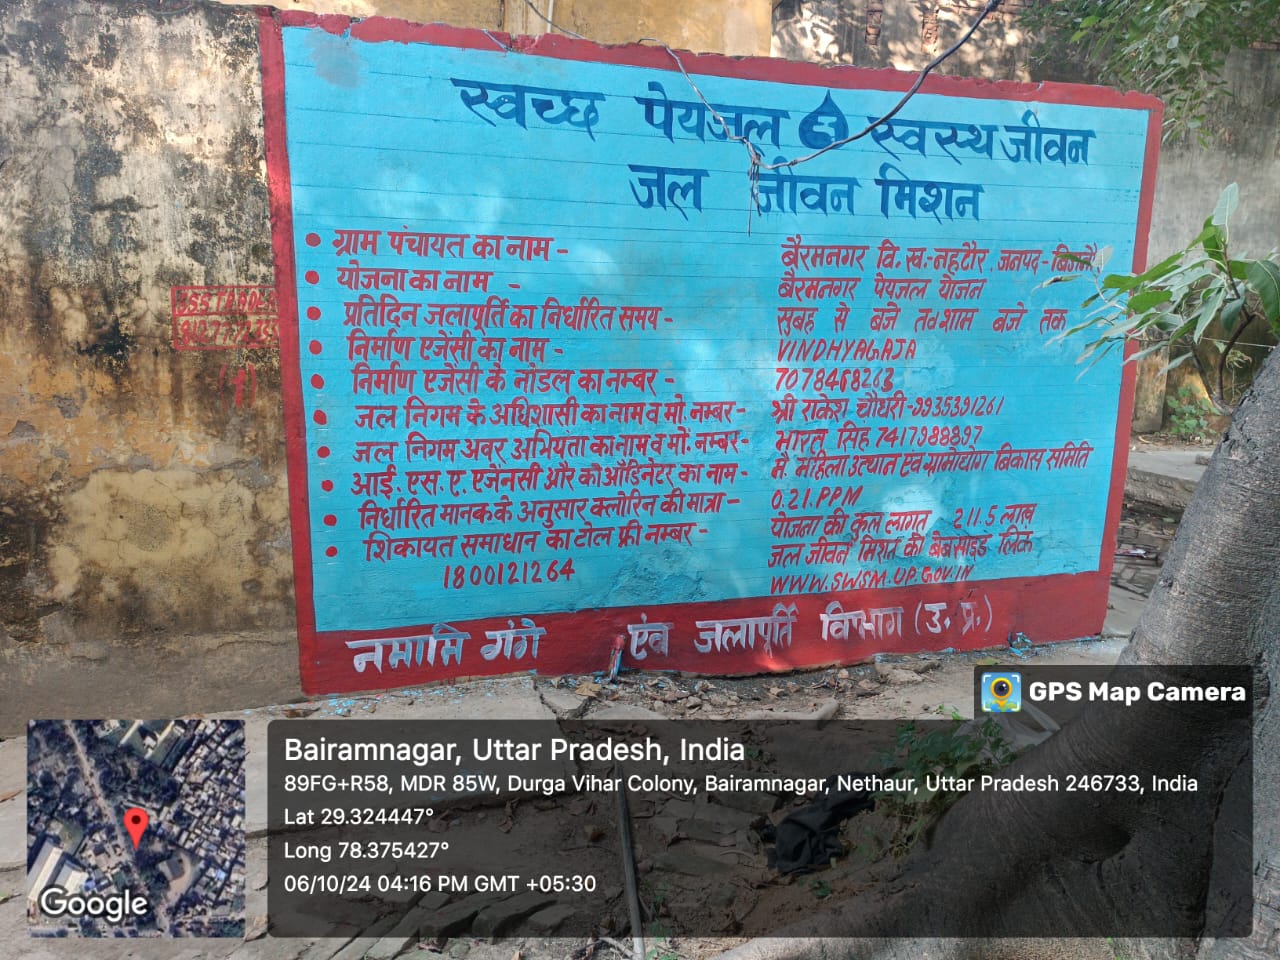 स्वच्छ पेयजल स्वस्थ जीवन
जल जीवन मिशन
• ग्राम पंचायत का नाम - बैरमनगर वि. ख.:- नहटौर, जनपद - बिजनौर
• योजना का नाम - बैरमनगर पेयजल योजन
• प्रतिदिन जलापूर्ति का निर्धारित समय - सुबह से बजे तव शाम बजे तक
• निर्माण एजेंसी का नाम - VINDHYAGAJA
• निर्माण एजेंसी के नोडल का नम्बर - 7078468263
• जल निगम के अधिशासी का नाम व मो. नम्बर - श्री राकेश चौधरी - 9935391261
• जल निगम अवर अभियता का नाम व मो. नम्बर - भारत सिंह 7417988897
• आई. एस. ए. एजेंनसी और कोऔडिनेटर का नाम - मै. महिला उत्थान एवं ग्रामोद्योग बिकास समिति
• निर्धारित मानक के अनुसार क्लोरिन की मात्रा - 0.21.PPM
• शिकायत समाधान का टोल फ्री नम्बर - योजना की कुल लागत 211.5 लाख
1800121264 जल जीवन मिशन की बेबसाइड लिंक
WWW.SWSM.UP.GOV.IN
नमामि गंगे एंव जलापूर्ति विभाग (उ. प्र.)
GPS Map Camera
Bairamnagar, Uttar Pradesh, India
89FG+R58, MDR 85W, Durga Vihar Colony, Bairamnagar, Nethaur, Uttar Pradesh 246733, India
Lat 29.324447°
Long 78.375427°
06/10/24 04:16 PM GMT +05:30
Google